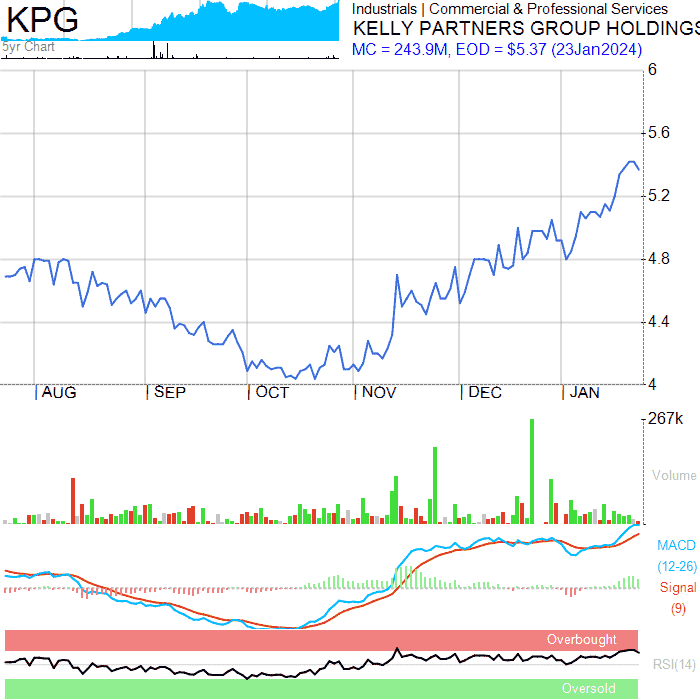 KPG
5yr Chart
Industrials | Commercial & Professional Services
KELLY PARTNERS GROUP HOLDINGS
MC = 243.9M, EOD = $5.37 (23Jan2024)
6
5.6
5.2
4.8
4.4
4
AUG
SEP
OCT
NOV
DEC
JAN
267k
Volume
MACD
(12-26)
Signal
(9)
Overbought
RSI(14)
Oversold